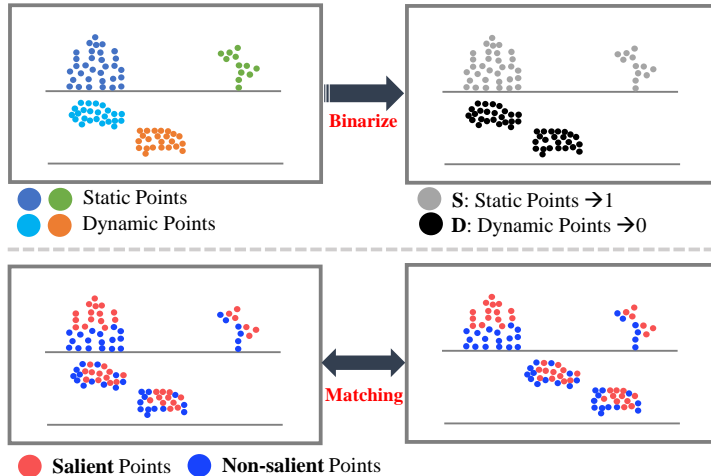 Binarize
Static Points
Dynamic Points
S: Static Points →1
D: Dynamic Points →0
Matching
Salient Points
Non-salient Points